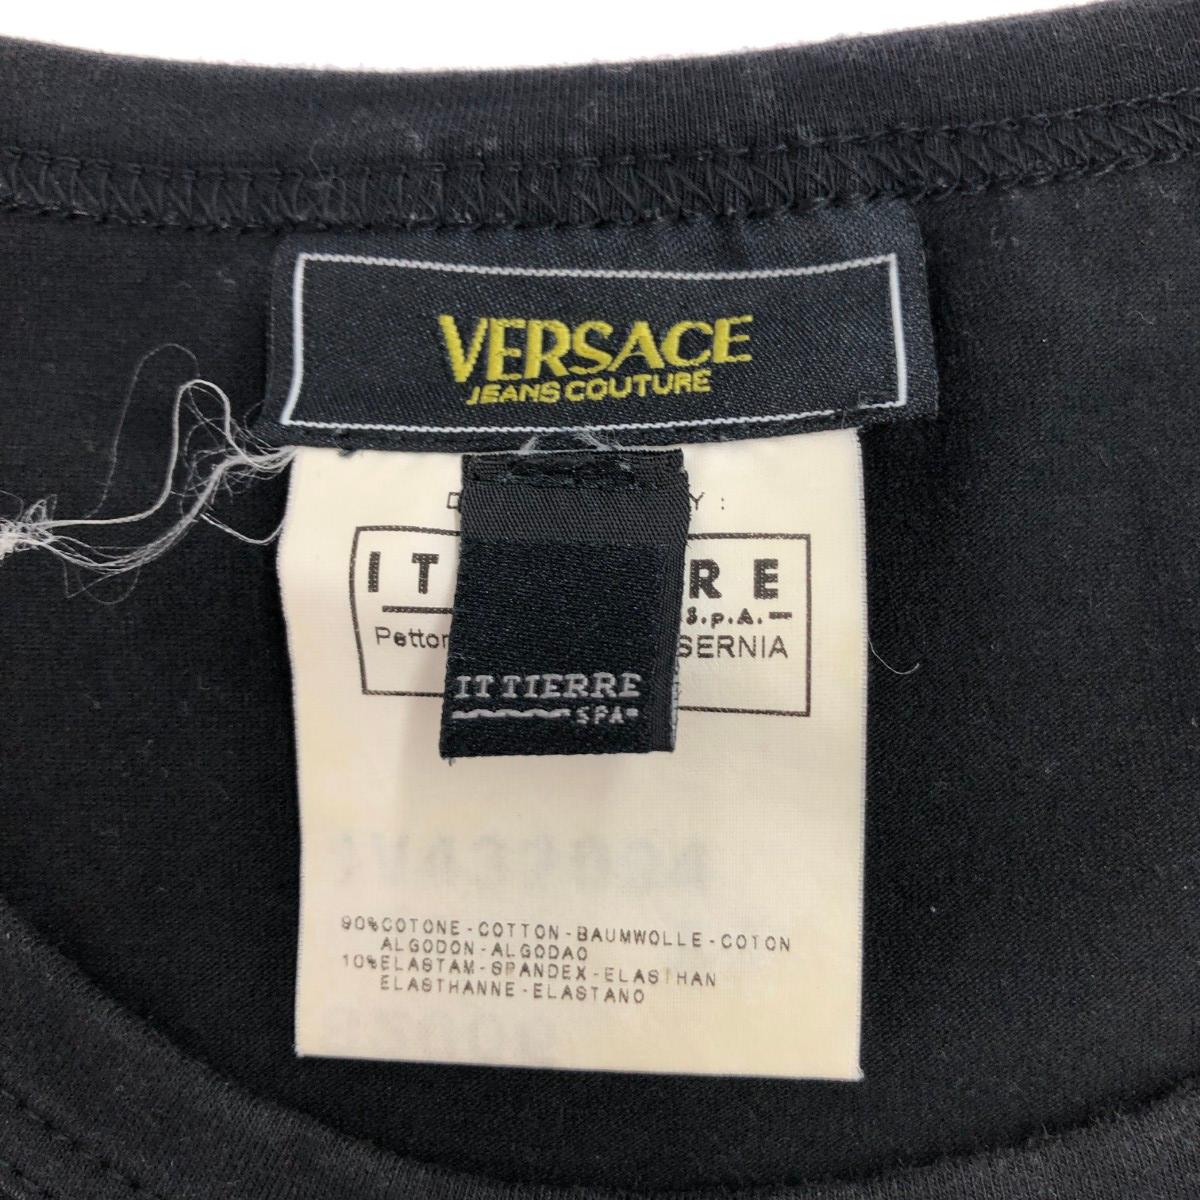 VERSACE
JEANS COUTURE
Y :
IT RE
S.p.A.
SERNIA
IT TIERRE
SPA
90%COTONE-COTTON-BAUMWOLLE-COTON
ALGODON-ALGODAO
10%ELASTAM-SPANDEX-ELASTHAN
ELASTHANNE-ELASTANO